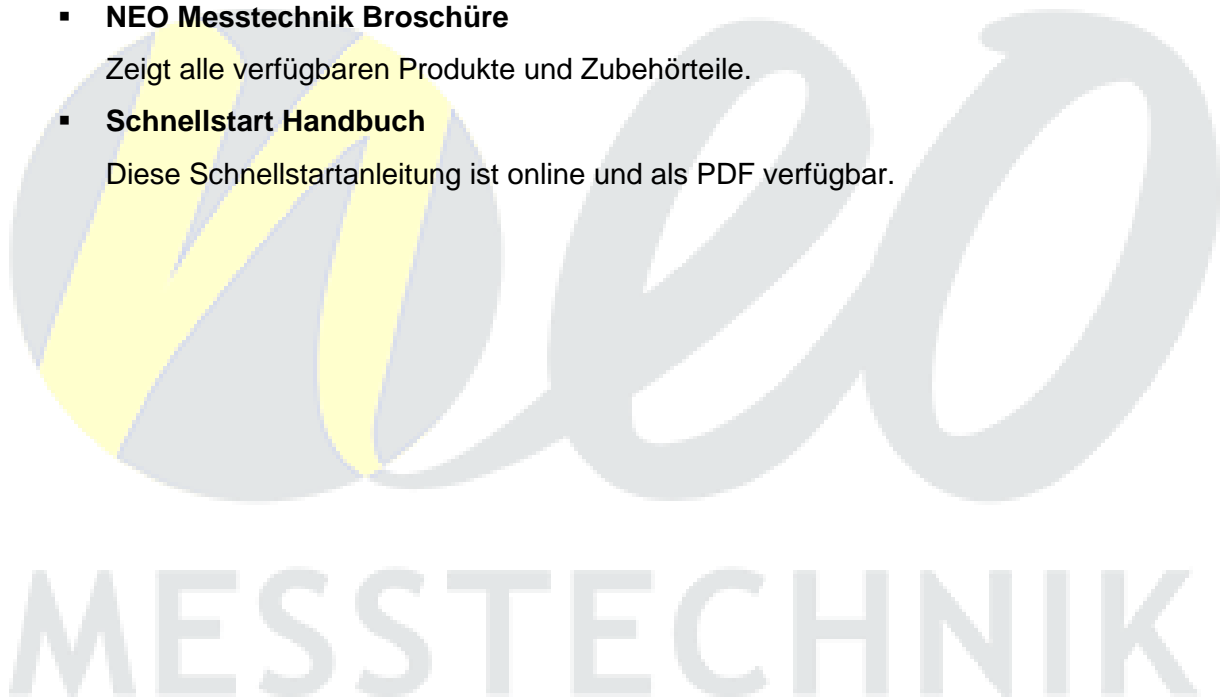 ▪ NEO Messtechnik Broschüre
Zeigt alle verfügbaren Produkte und Zubehörteile.
▪ Schnellstart Handbuch
Diese Schnellstartanleitung ist online und als PDF verfügbar.
neo
MESSTECHNIK